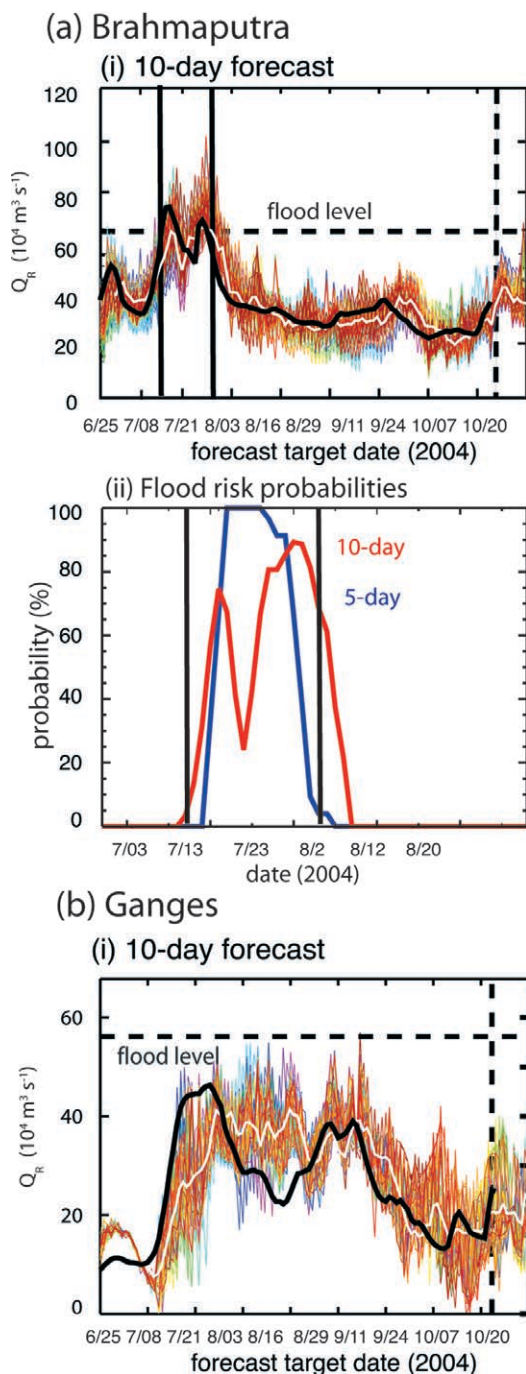 (a) Brahmaputra
(i) 10-day forecast
120
100
80
60
40
20
0
Q_R (10⁴ m³ s⁻¹)
flood level
6/25 7/08 7/21 8/03 8/16 8/29 9/11 9/24 10/07 10/20
forecast target date (2004)
(ii) Flood risk probabilities
100
80
60
40
20
0
probability (%)
10-day
5-day
7/03 7/13 7/23 8/2 8/12 8/20
date (2004)
(b) Ganges
(i) 10-day forecast
60
40
20
0
Q_R (10⁴ m³ s⁻¹)
flood level
6/25 7/08 7/21 8/03 8/16 8/29 9/11 9/24 10/07 10/20
forecast target date (2004)